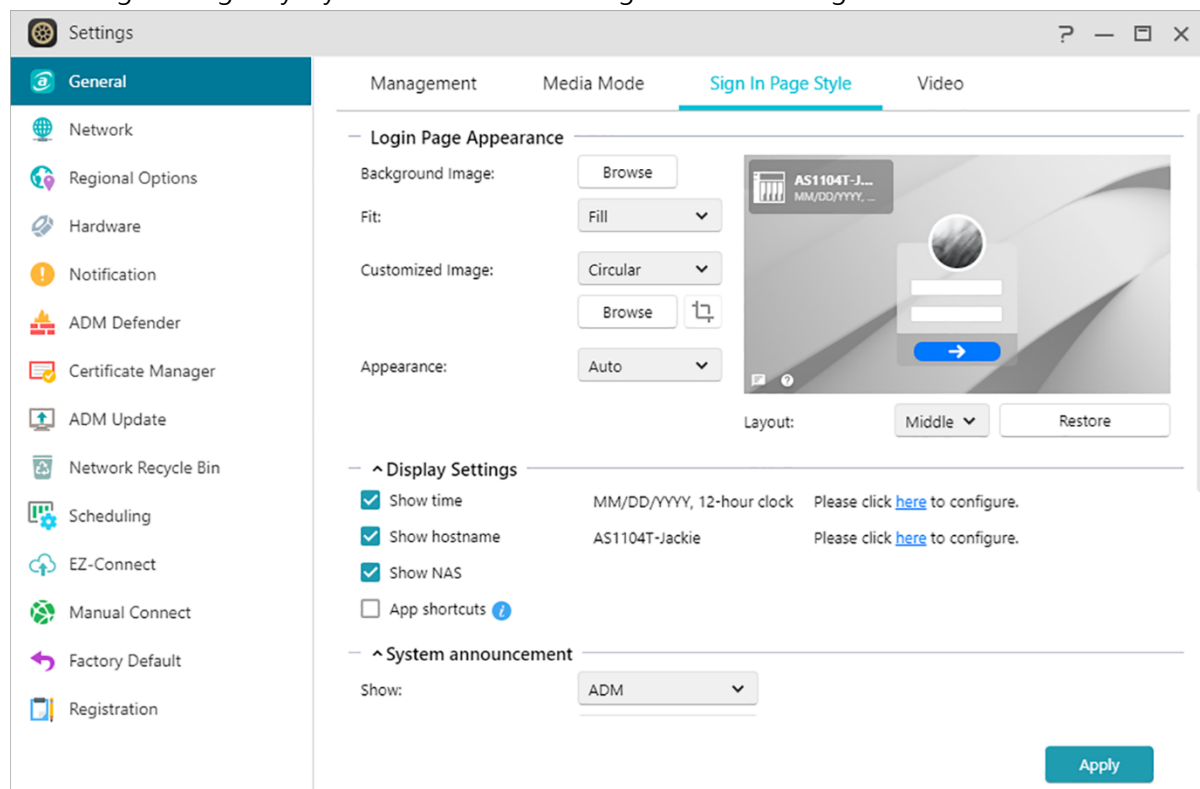 Settings
General
Network
Regional Options
Hardware
Notification
ADM Defender
Certificate Manager
ADM Update
Network Recycle Bin
Scheduling
EZ-Connect
Manual Connect
Factory Default
Registration
Management Media Mode Sign In Page Style Video
Login Page Appearance
Background Image: Browse
Fit: Fill
Customized Image: Circular
Browse
Appearance: Auto
AS1104T-J...
MM/DD/YYYY, ...
Layout: Middle Restore
Display Settings
Show time MM/DD/YYYY, 12-hour clock Please click here to configure.
Show hostname AS1104T-Jackie Please click here to configure.
Show NAS
App shortcuts
System announcement
Show: ADM
Apply